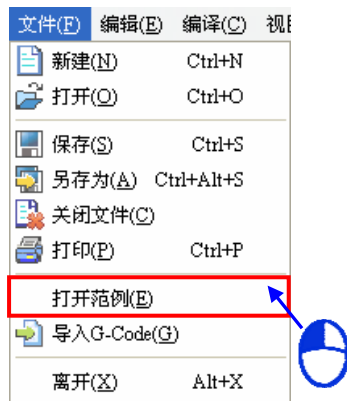 文件(F) 编辑(E) 编译(C) 视
新建(N) Ctrl+N
打开(O) Ctrl+O
保存(S) Ctrl+S
另存为(A) Ctrl+Alt+S
关闭文件(C)
打印(P) Ctrl+P
打开范例(E)
导入G-Code(G)
离开(X) Alt+X